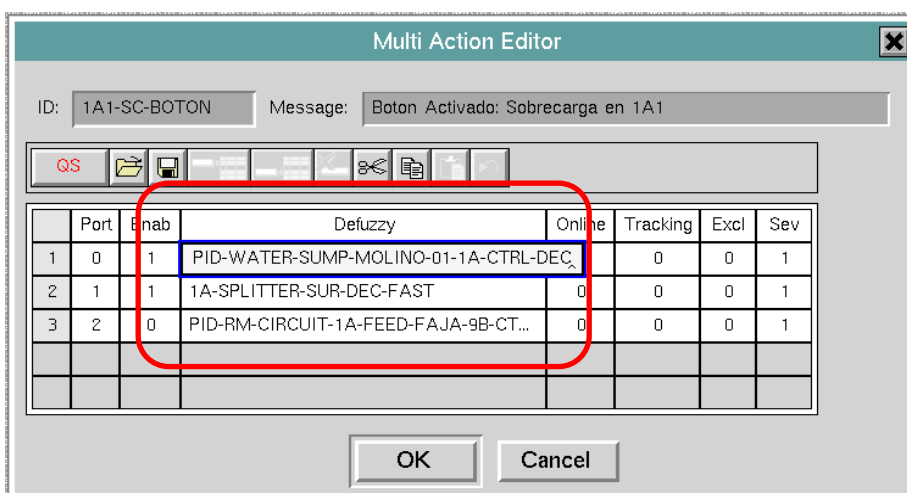 Multi Action Editor
ID: 1A1-SC-BOTON Message: Boton Activado: Sobrecarga en 1A1
QS
Port Enab Defuzzy Online Tracking Excl Sev
1 0 1 PID-WATER-SUMP-MOLINO-01-1A-CTRL-DEC 0 0 1
2 1 1 1A-SPLITTER-SUR-DEC-FAST 0 0 0 1
3 2 0 PID-RM-CIRCUIT-1A-FEED-FAJA-9B-CT... 0 0 0 1
OK Cancel